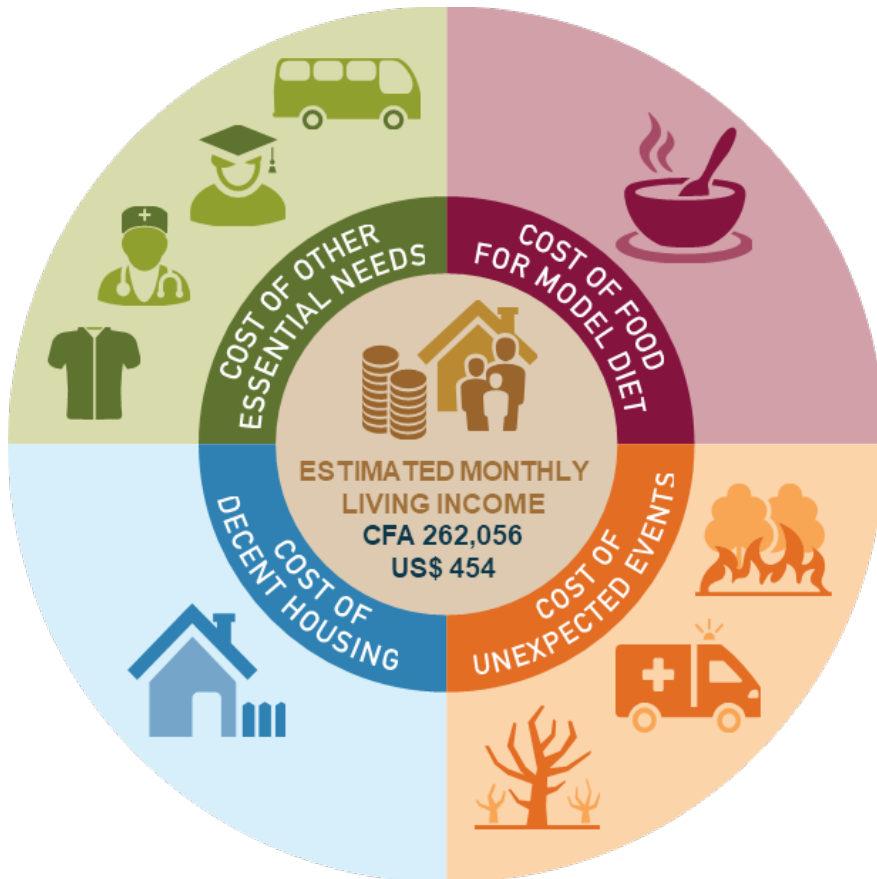 COST OF OTHER
ESSENTIAL NEEDS
COST OF FOOD
FOR MODEL DIET
ESTIMATED MONTHLY
LIVING INCOME
CFA 262,056
US$ 454
COST OF
DECENT HOUSING
COST OF
UNEXPECTED EVENTS